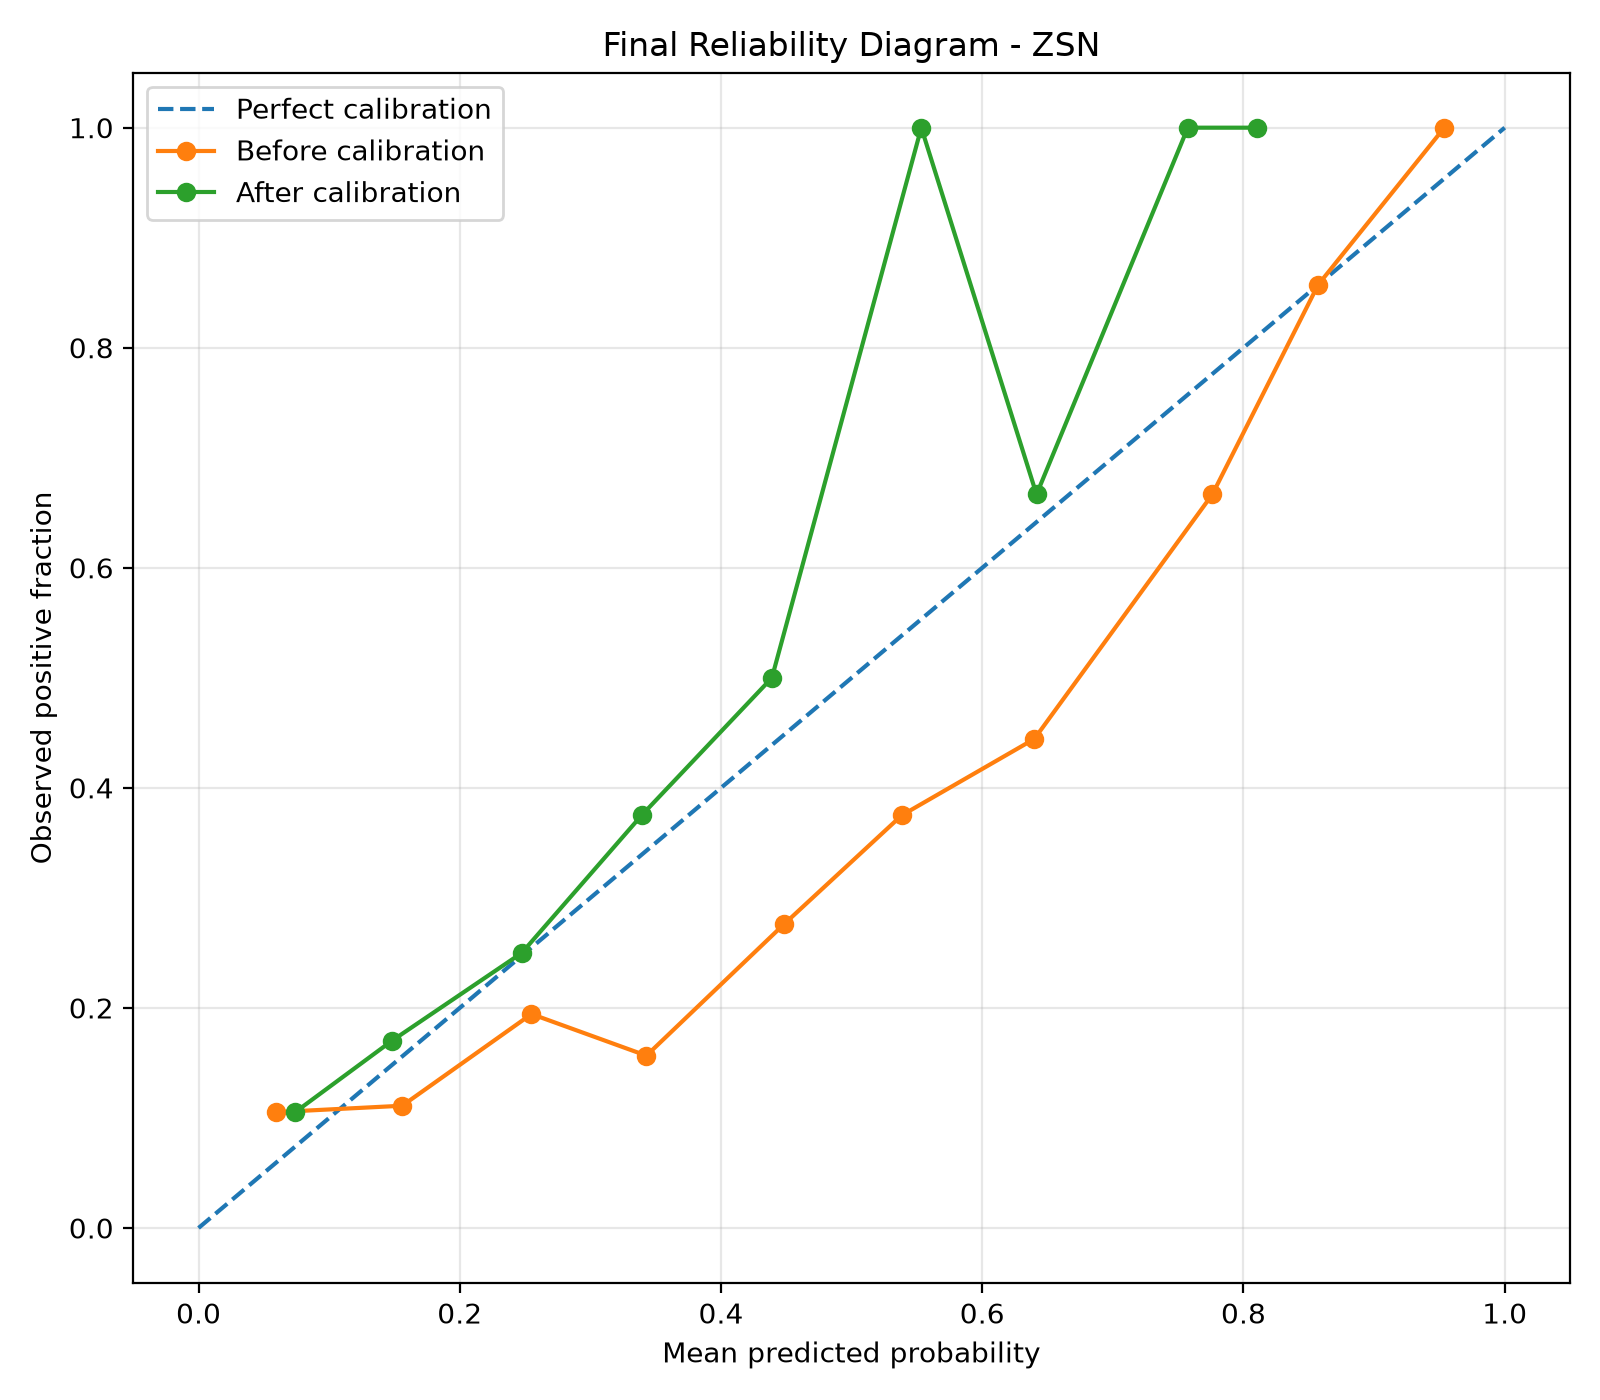 Final Reliability Diagram - ZSN
Perfect calibration
Before calibration
After calibration
1.0
0.8
0.6
0.4
0.2
0.0
Observed positive fraction
0.0 0.2 0.4 0.6 0.8 1.0
Mean predicted probability